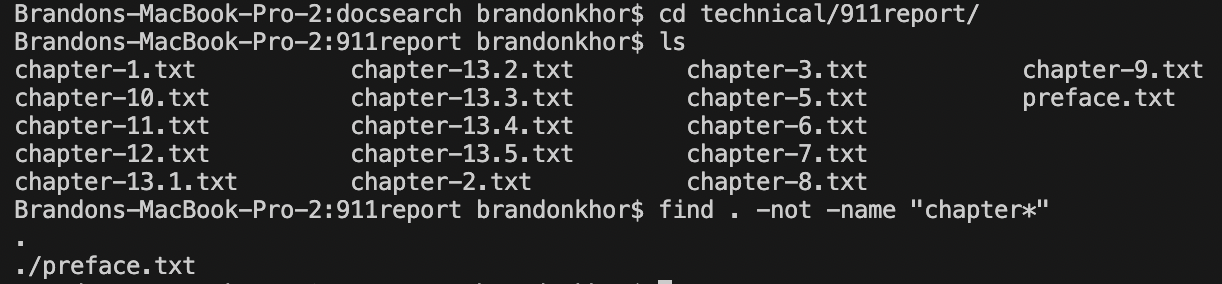 Brandons-MacBook-Pro-2:docsearch brandonkhor$ cd technical/911report/
Brandons-MacBook-Pro-2:911report brandonkhor$ ls
chapter-1.txt chapter-13.2.txt chapter-3.txt chapter-9.txt
chapter-10.txt chapter-13.3.txt chapter-5.txt preface.txt
chapter-11.txt chapter-13.4.txt chapter-6.txt
chapter-12.txt chapter-13.5.txt chapter-7.txt
chapter-13.1.txt chapter-2.txt chapter-8.txt
Brandons-MacBook-Pro-2:911report brandonkhor$ find . -not -name "chapter*"
.
./preface.txt